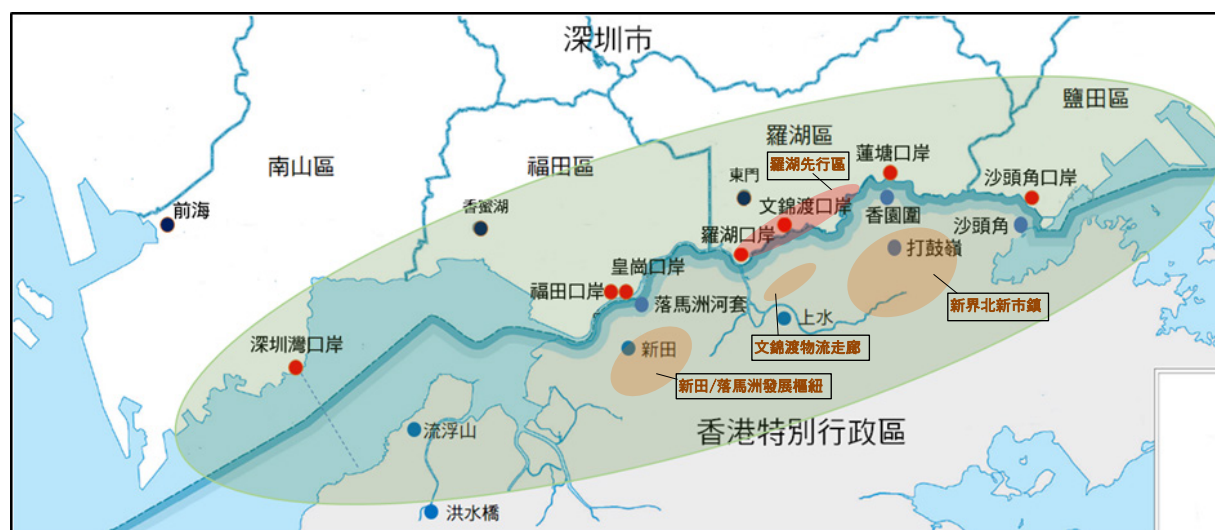 深圳市
鹽田區
羅湖區
蓮塘口岸
南山區
福田區
羅湖先行區
東門
沙頭角口岸
前海
香蜜湖
文錦渡口岸
香園圍
沙頭角
羅湖口岸
打鼓嶺
皇崗口岸
福田口岸
落馬洲河套
新界北新市鎮
上水
深圳灣口岸
新田
文錦渡物流走廊
新田/落馬洲發展樞紐
流浮山
香港特別行政區
洪水橋